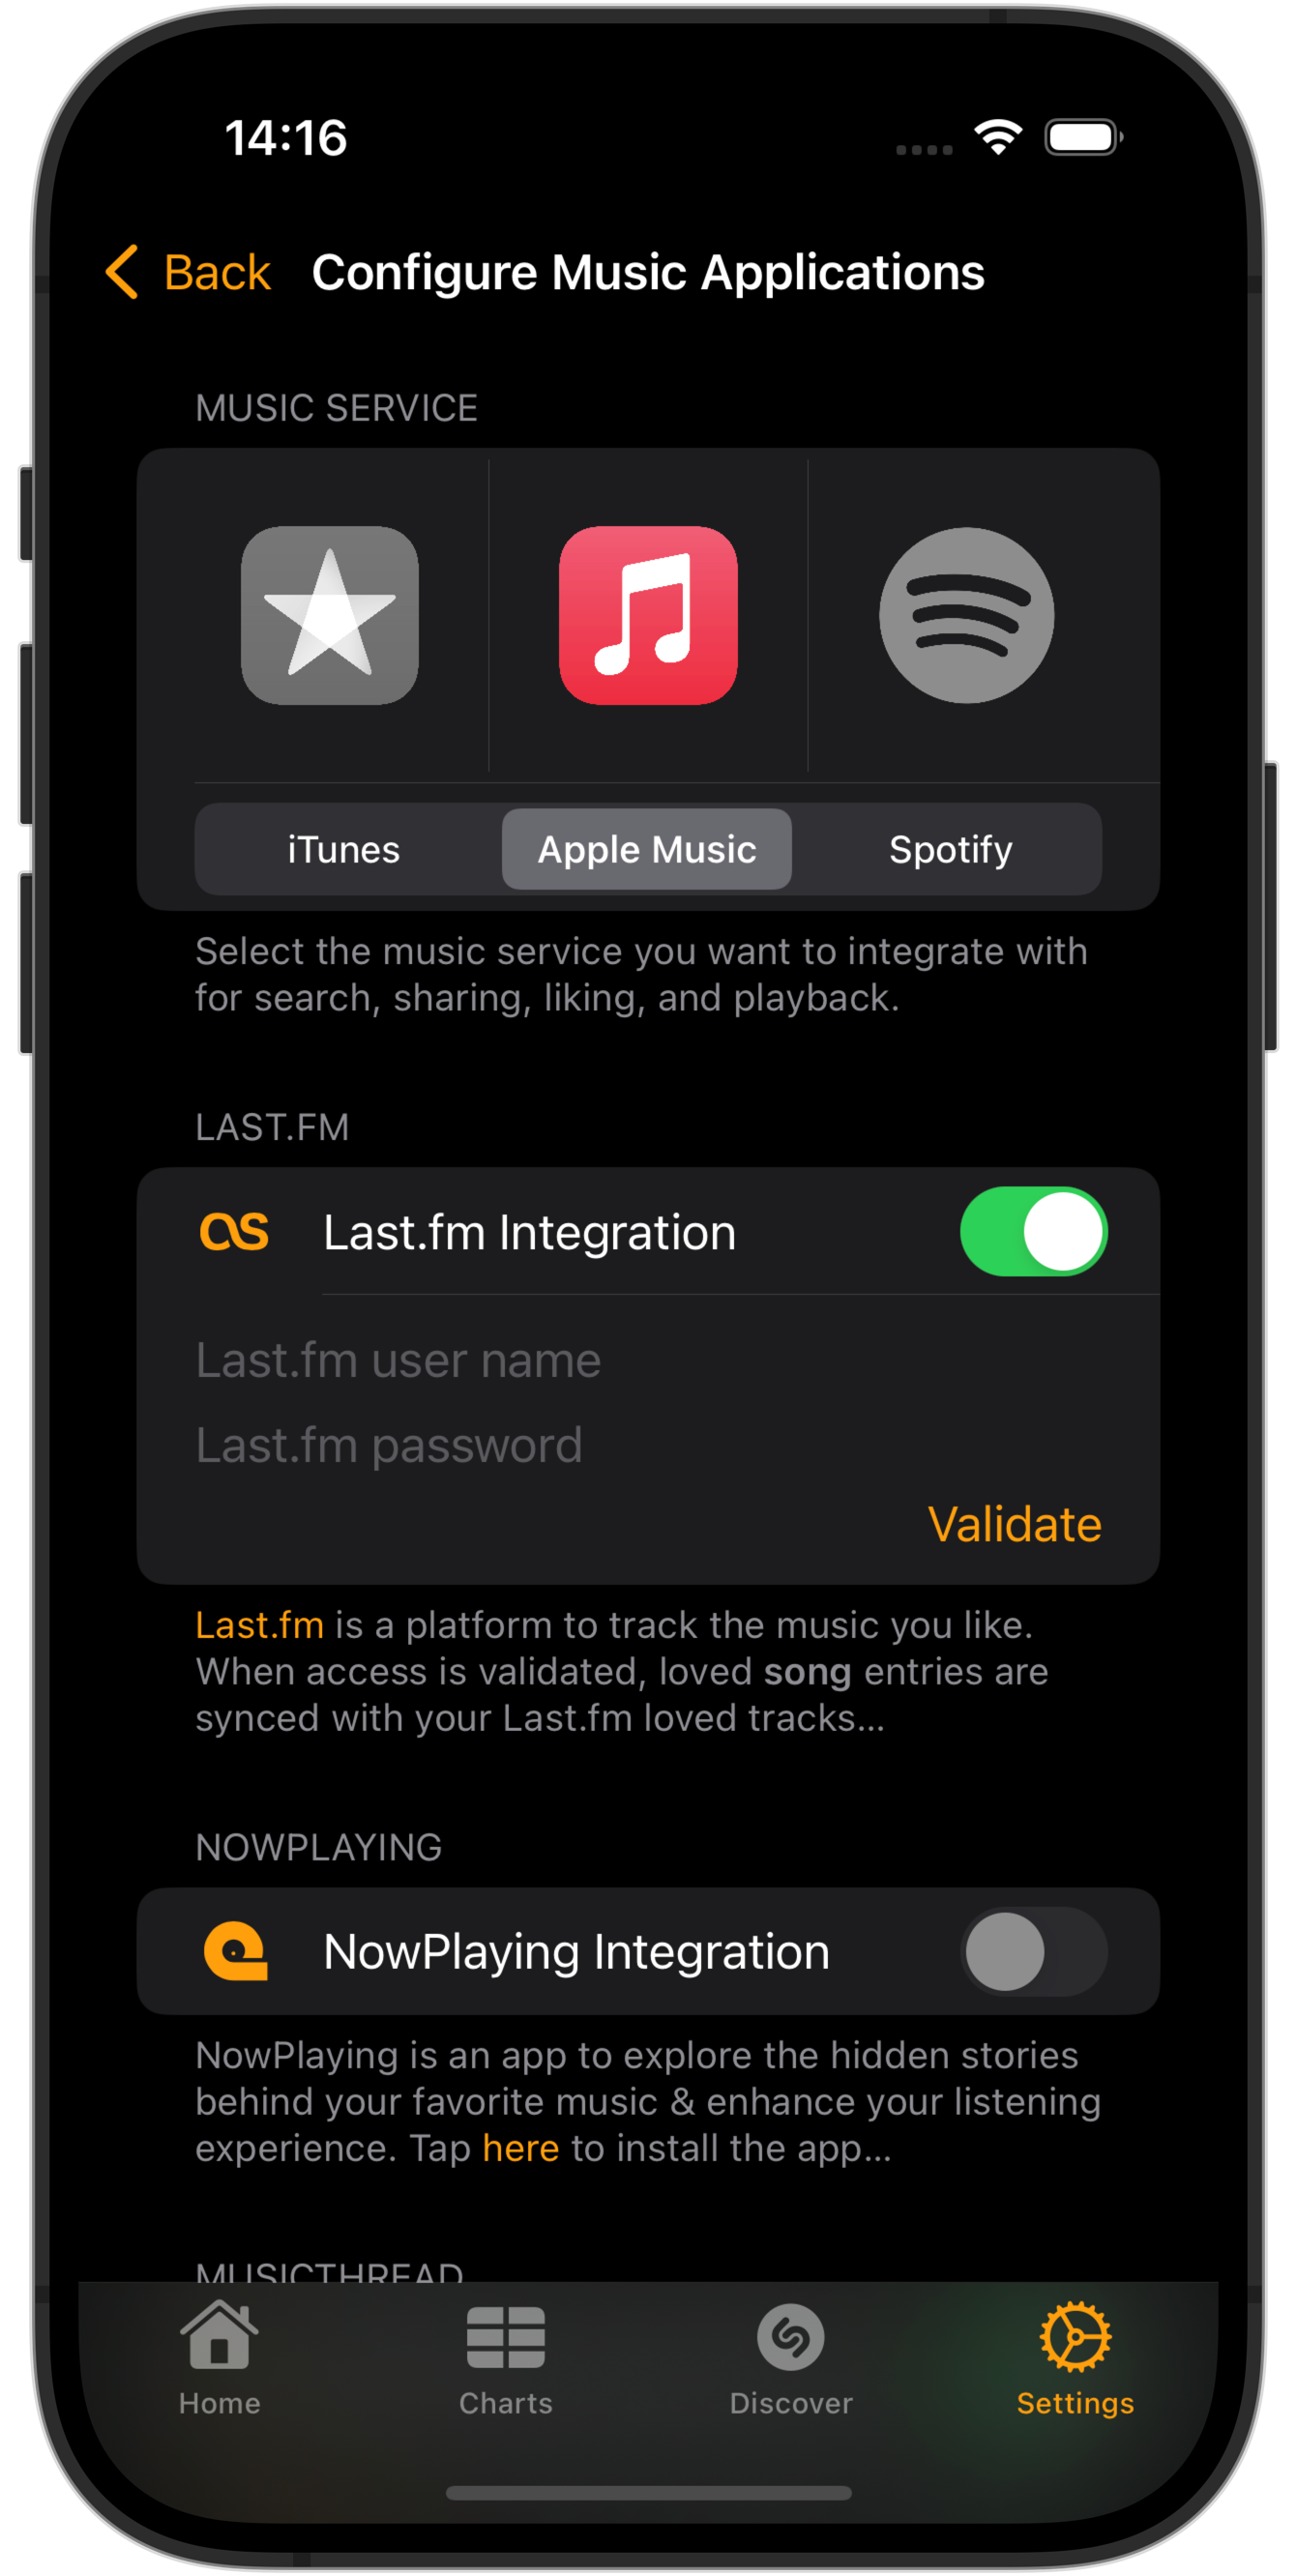 14:16
Back Configure Music Applications
MUSIC SERVICE
iTunes Apple Music Spotify
Select the music service you want to integrate with
for search, sharing, liking, and playback.
LAST.FM
Last.fm Integration
Last.fm user name
Last.fm password
Validate
Last.fm is a platform to track the music you like.
When access is validated, loved song entries are
synced with your Last.fm loved tracks...
NOWPLAYING
NowPlaying Integration
NowPlaying is an app to explore the hidden stories
behind your favorite music & enhance your listening
experience. Tap here to install the app...
MUSICTHREAD
Home Charts Discover Settings